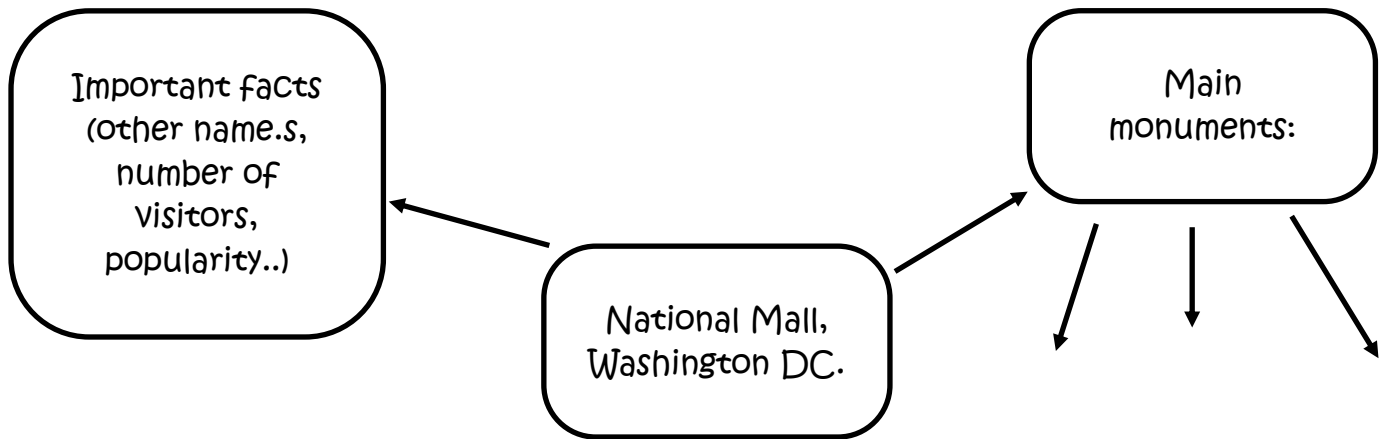 Important facts
(other name.s,
number of
visitors,
popularity..)
Main
monuments:
National Mall,
Washington DC.